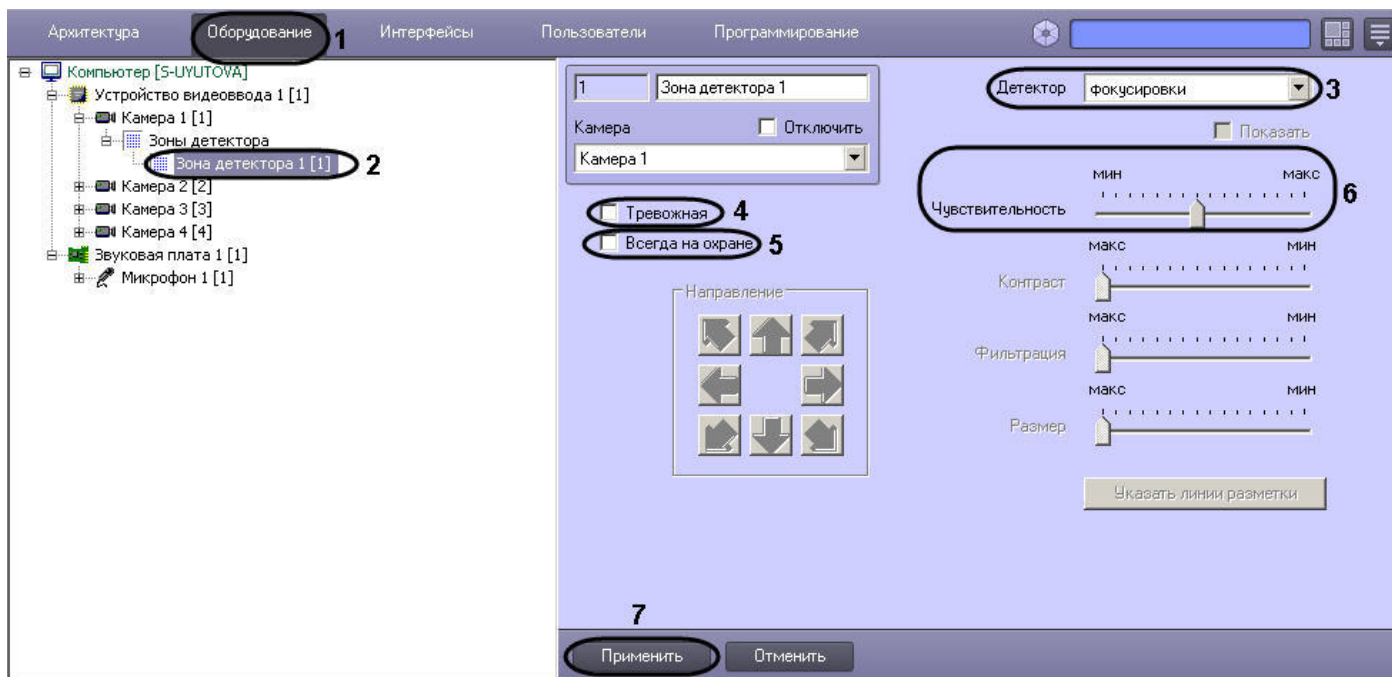 Архитектура Оборудование 1 Интерфейсы Пользователи Программирование
Компьютер [S-UYUTOVA]
Устройство видеоввода 1 [1]
Камера 1 [1]
Зоны детектора
Зона детектора 1 [1] 2
Камера 2 [2]
Камера 3 [3]
Камера 4 [4]
Звуковая плата 1 [1]
Микрофон 1 [1]
1 Зона детектора 1
Камера Отключить
Камера 1
Тревожная 4
Всегда на охране 5
Направление
Детектор фокусировки 3
Показать
мин макс
Чувствительность 6
макс мин
Контраст
макс мин
Фильтрация
макс мин
Размер
Указать линии разметки
7
Применить Отменить